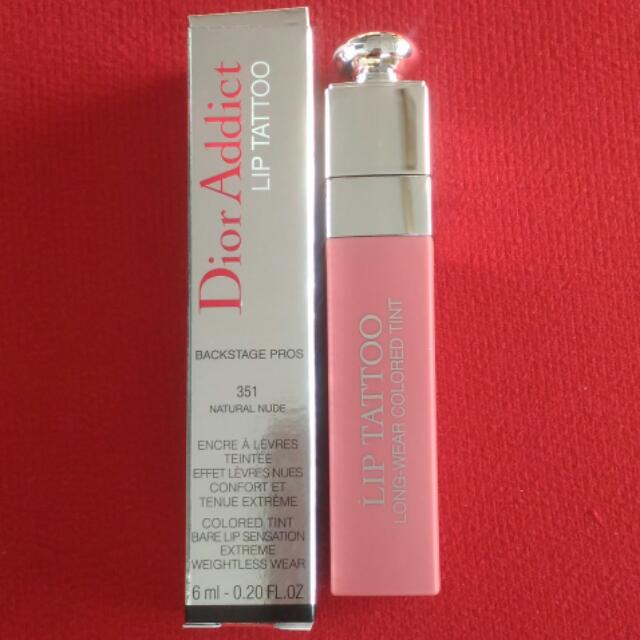 Dior Addict
LIP TATTOO
BACKSTAGE PROS
351
NATURAL NUDE
ENCRE À LÈVRES
TEINTÉE
EFFET LÈVRES NUES
CONFORT ET
TENUE EXTRÊME
COLORED TINT
BARE LIP SENSATION
EXTREME
WEIGHTLESS WEAR
6 ml - 0.20 FL.OZ
LIP TATTOO
LONG-WEAR COLORED TINT